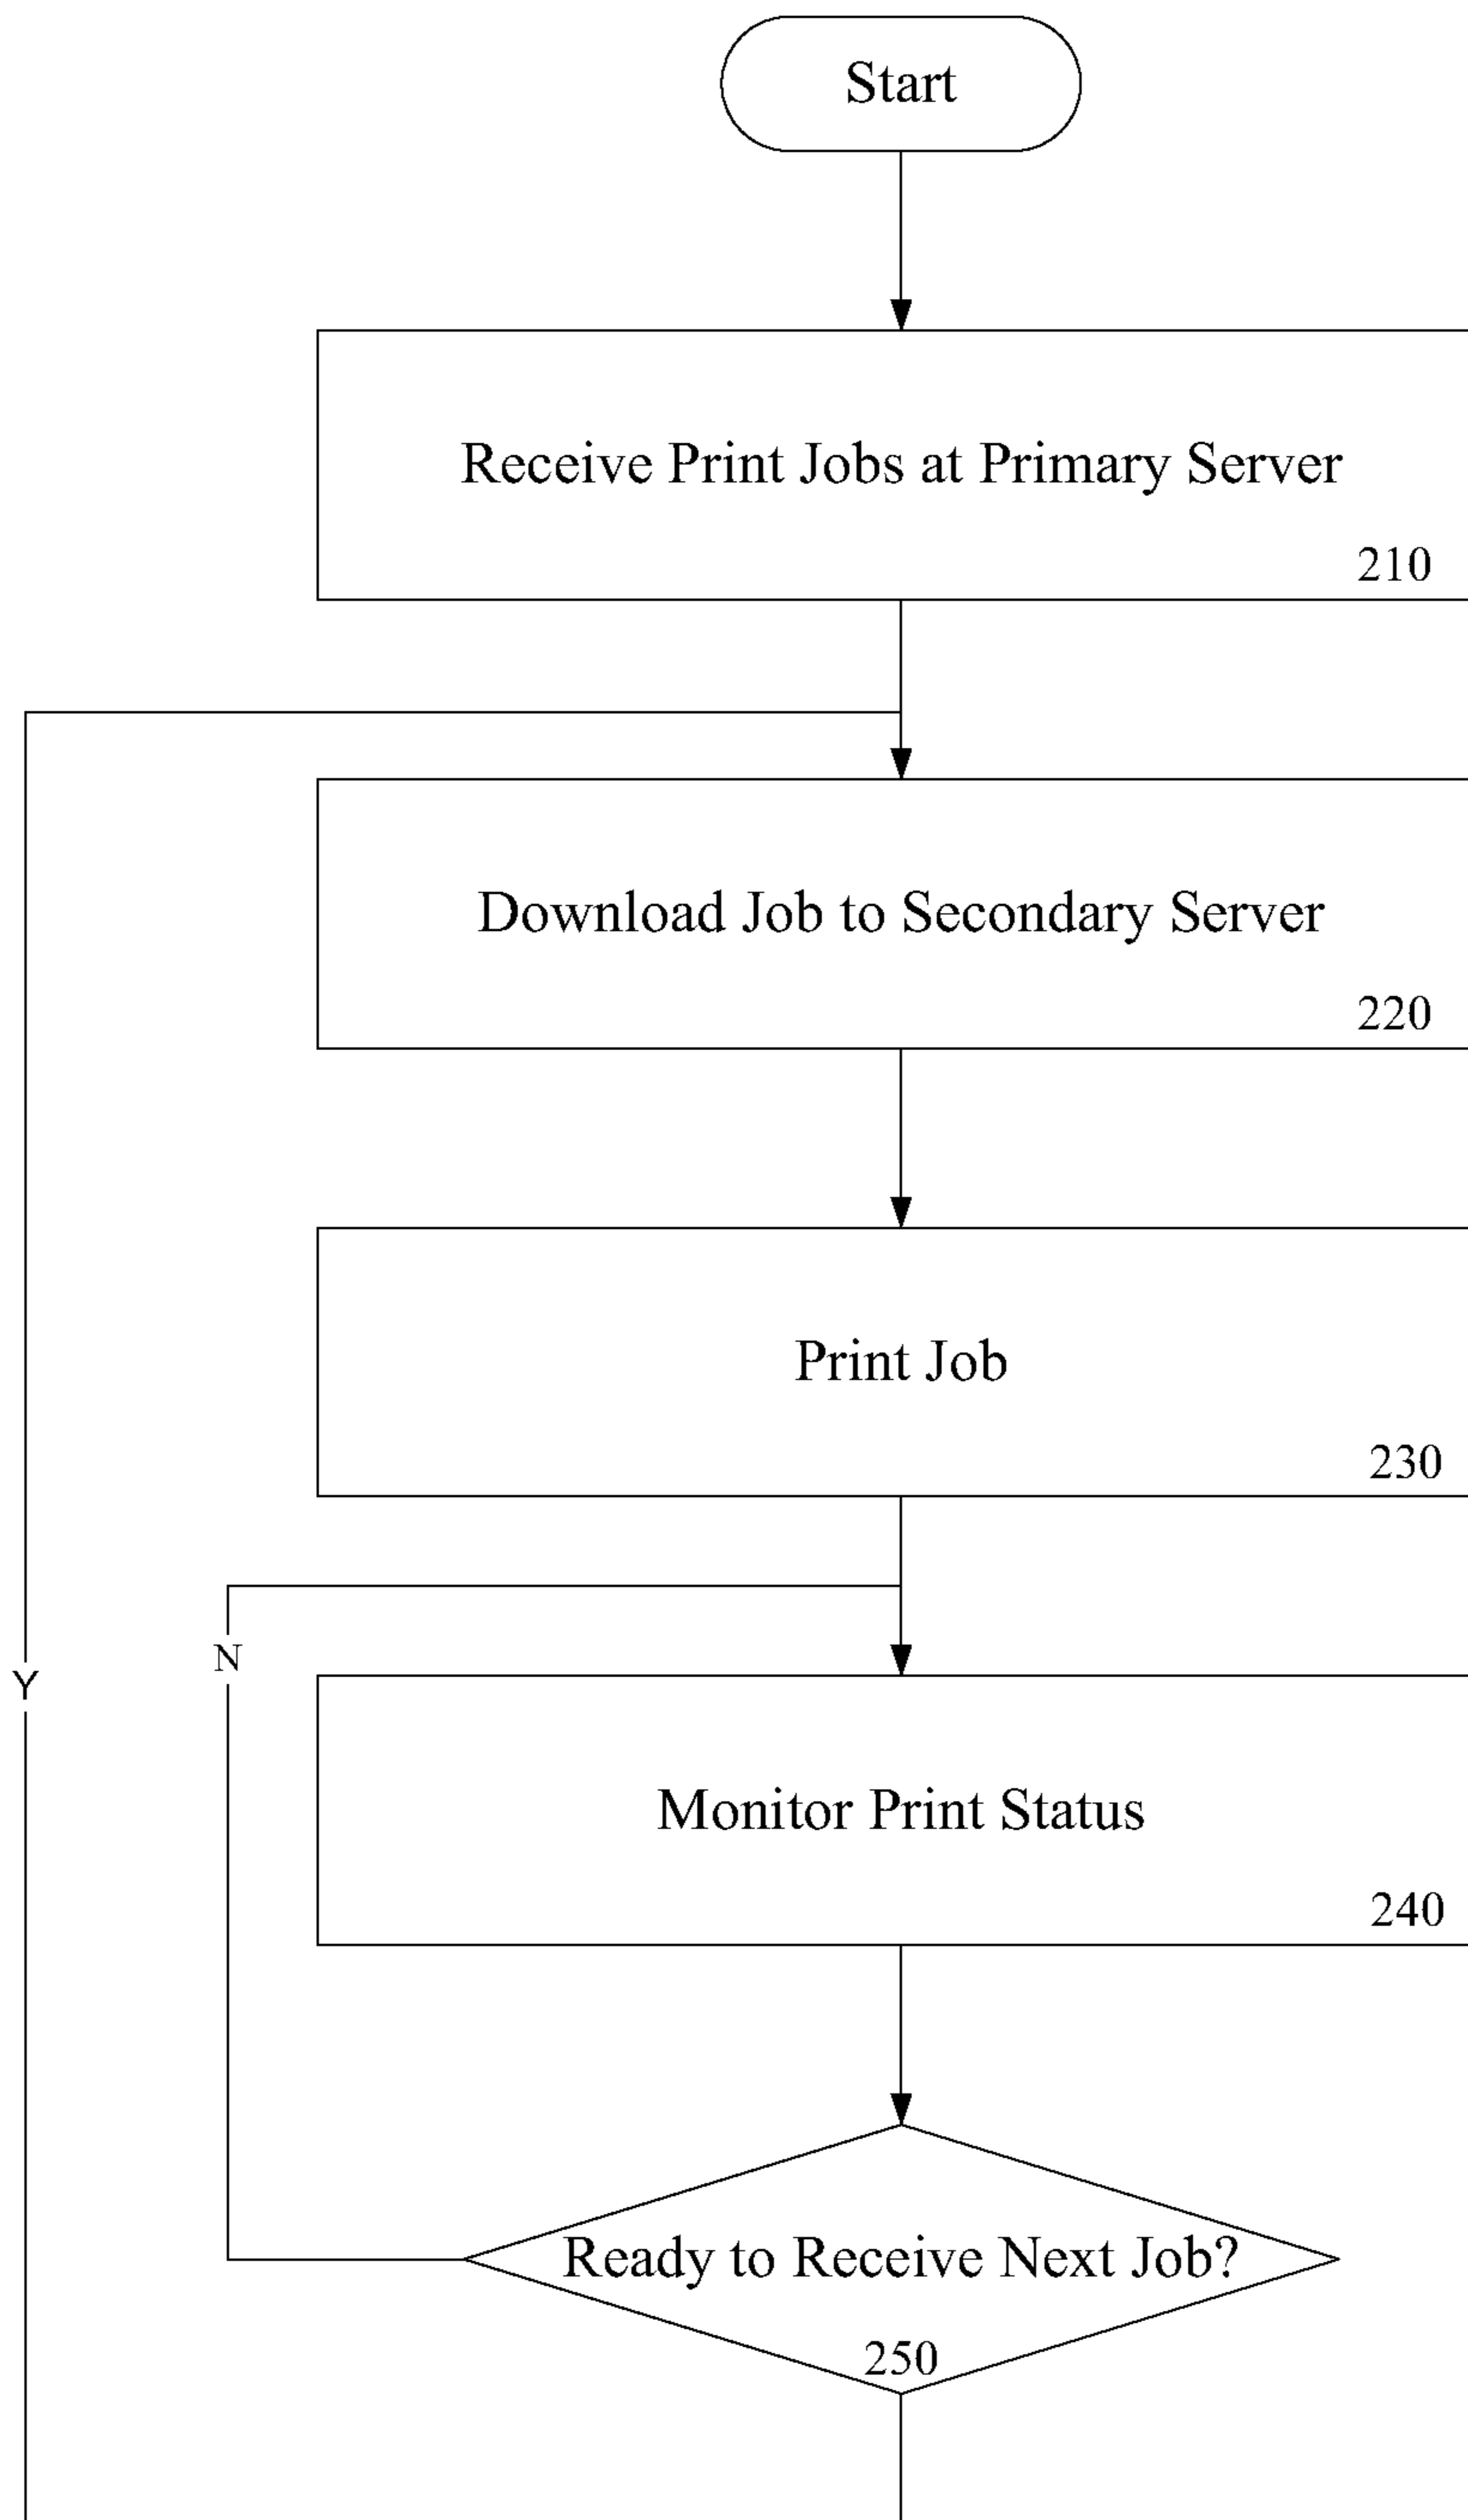 Start
Receive Print Jobs at Primary Server
210
Download Job to Secondary Server
220
Print Job
230
N
Y
Monitor Print Status
240
Ready to Receive Next Job?
250